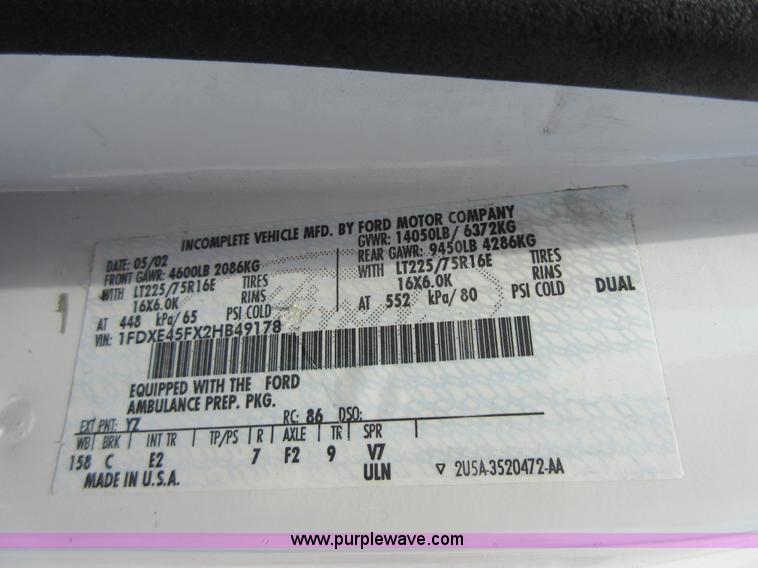 INCOMPLETE VEHICLE MFD. BY FORD MOTOR COMPANY
DATE: 05/02 GVWR: 14050LB/ 6372KG
FRONT GAWR: 4600LB 2086KG REAR GAWR: 9450LB 4286KG
WITH LT225/75R16E TIRES WITH LT225/75R16E TIRES
16X6.0K RIMS 16X6.0K RIMS DUAL
AT 448 kPa/65 PSI COLD AT 552 kPa/80 PSI COLD
VIN: 1FDXE45FX2HB49178
EQUIPPED WITH THE FORD
AMBULANCE PREP. PKG.
EXT PNT: YZ RC: 86 DSO:
WB BRK INT TR TP/PS R AXLE TR SPR
158 C E2 7 F2 9 V7
MADE IN U.S.A. ULN ▽ 2U5A-3520472-AA
www.purplewave.com